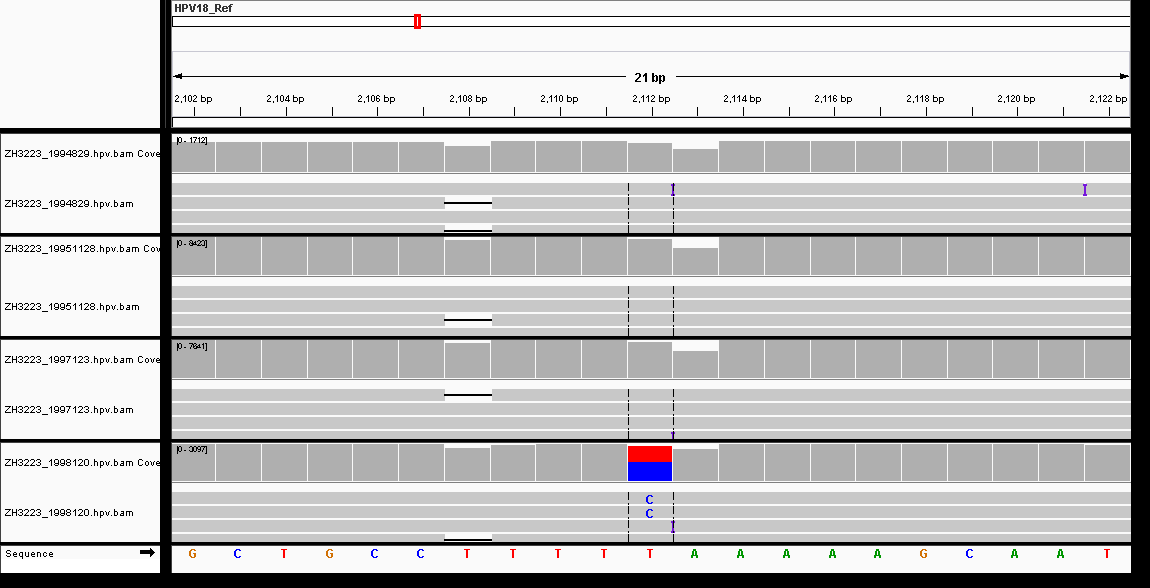 HPV18_Ref
21 bp
2,102 bp 2,104 bp 2,106 bp 2,108 bp 2,110 bp 2,112 bp 2,114 bp 2,116 bp 2,118 bp 2,120 bp 2,122 bp
[0 - 1712]
ZH3223_1994829.hpv.bam Cove
ZH3223_1994829.hpv.bam
[0 - 8423]
ZH3223_19951128.hpv.bam Cov
ZH3223_19951128.hpv.bam
[0 - 7641]
ZH3223_1997123.hpv.bam Cove
ZH3223_1997123.hpv.bam
[0 - 3097]
ZH3223_1998120.hpv.bam Cove
C
ZH3223_1998120.hpv.bam C
Sequence G C T G C C T T T T T A A A A A G C A A T